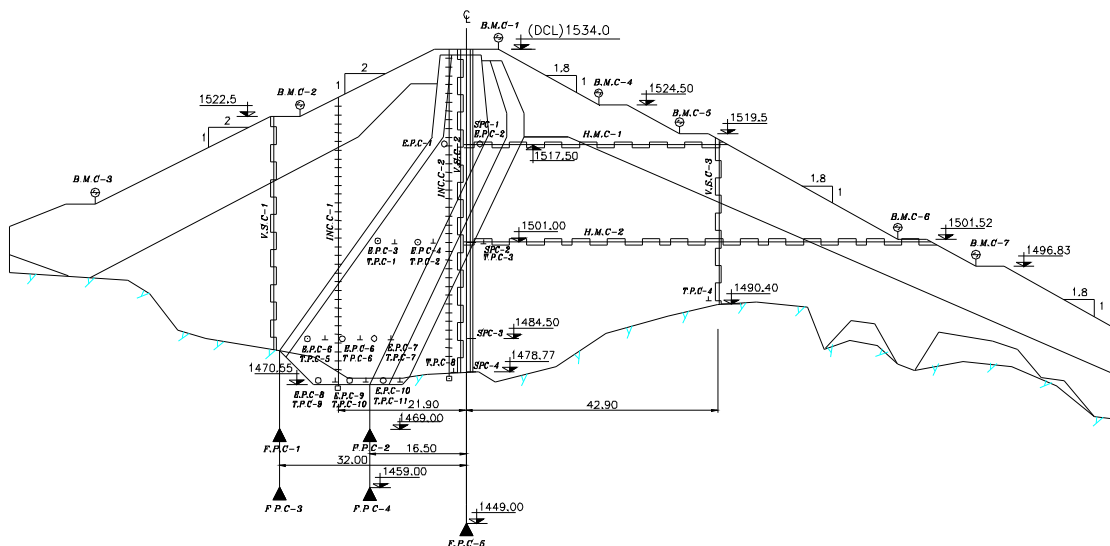 ℄
B.M.C-1
(DCL)1534.0
2
1
1.8
1
B.M.C-2
B.M.C-4
1524.50
1522.5
B.M.C-5
1519.5
2
1
SPC-1
E.P.C-2
E.P.C-1
H.M.C-1
1517.50
B.M.C-3
V.S.C-1
INC.C-1
INC.C-2
V.S.C-2
V.S.C-3
1.8
1
B.M.C-6
1501.52
1501.00
H.M.C-2
B.M.C-7
1496.83
E.P.C-3
T.P.C-1
E.P.C-4
T.P.C-2
SPC-2
T.P.C-3
T.P.C-4
1490.40
1.8
1
1484.50
SPC-3
E.P.C-6
T.P.C-5
E.P.C-6
T.P.C-6
E.P.C-7
T.P.C-7
T.P.C-8
SPC-4
1478.77
1470.55
E.P.C-8
T.P.C-9
E.P.C-9
T.P.C-10
E.P.C-10
T.P.C-11
21.90
42.90
1469.00
F.P.C-1
F.P.C-2
16.50
32.00
1459.00
F.P.C-3
F.P.C-4
1449.00
F.P.C-5